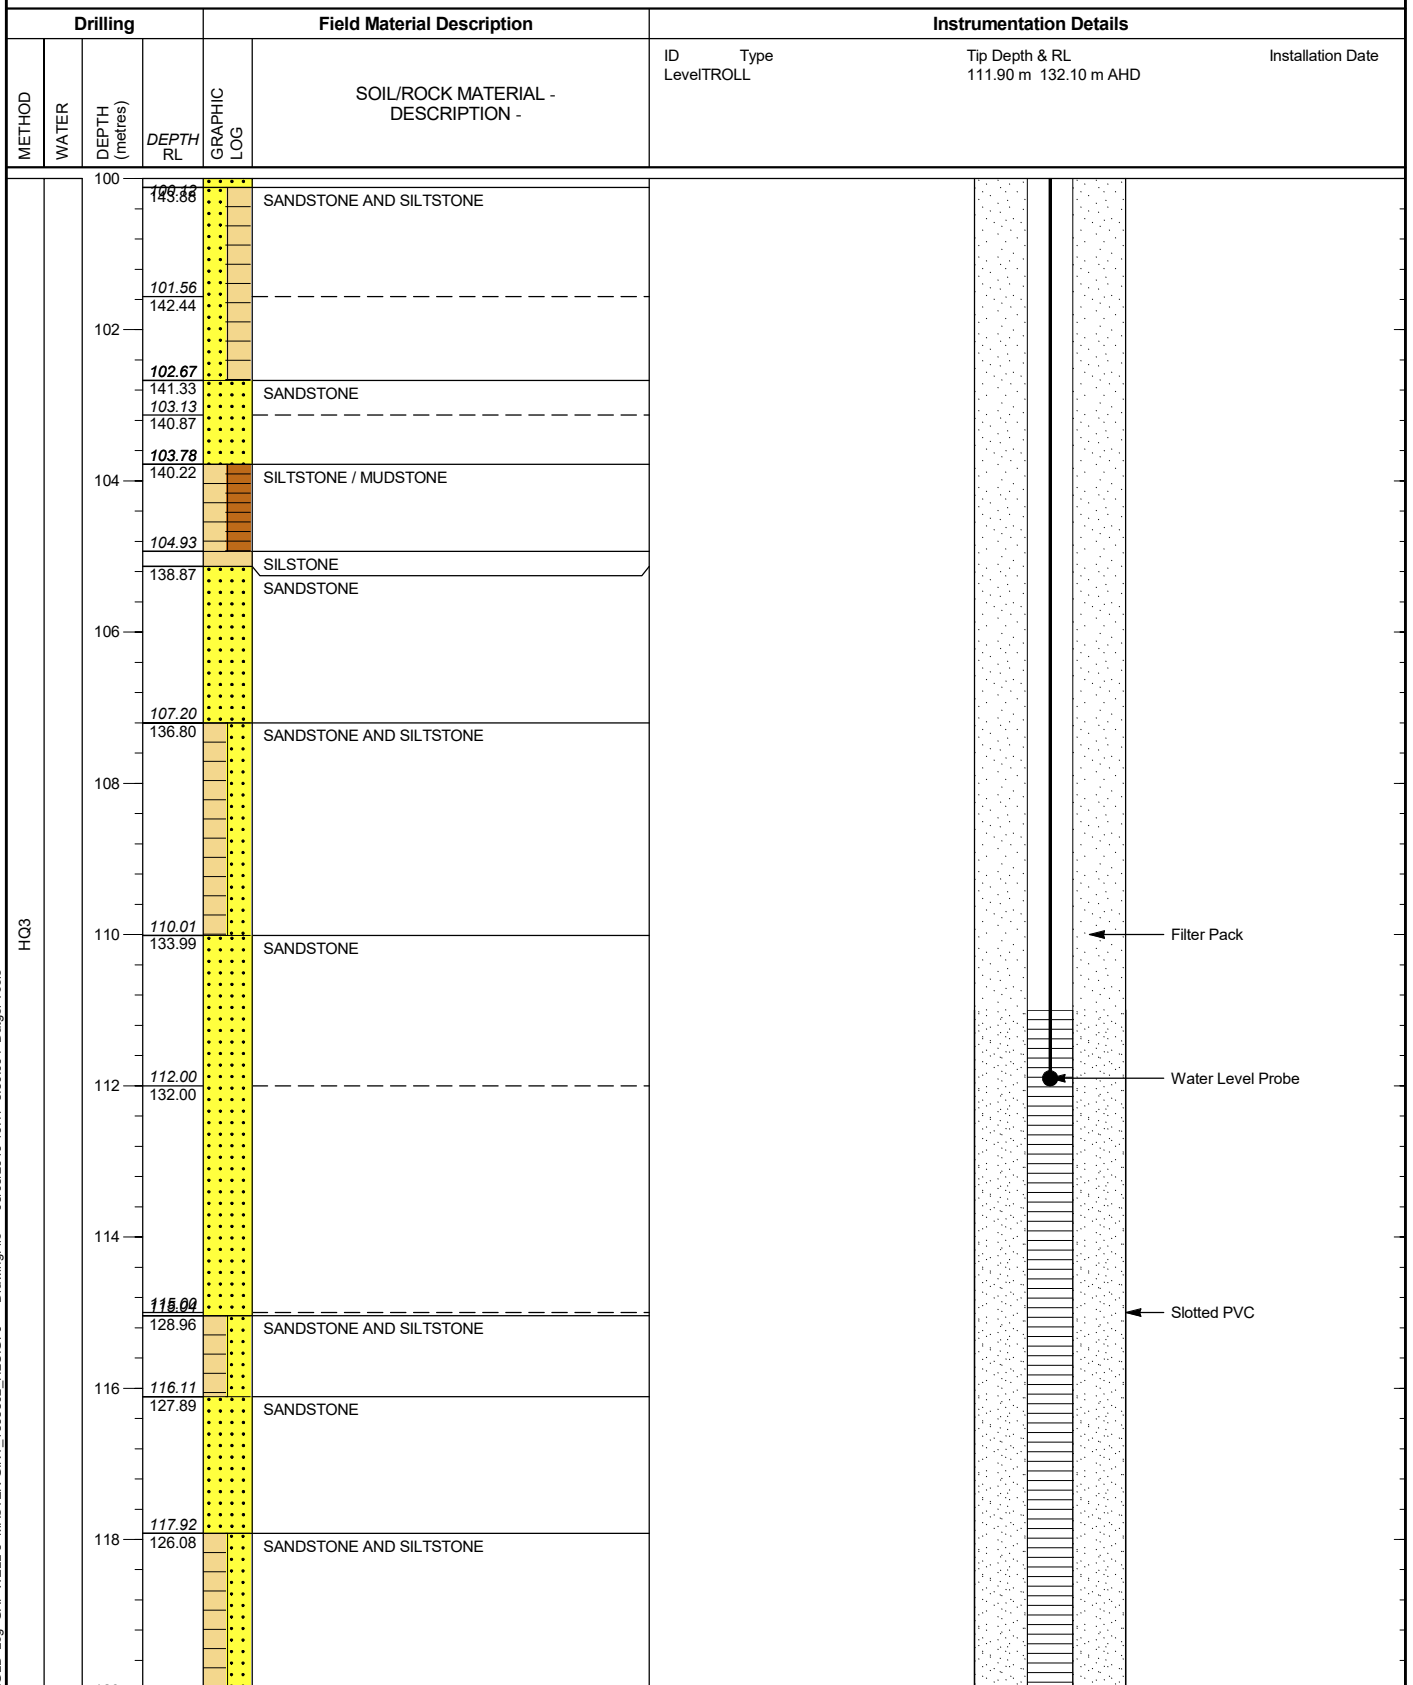 Drilling
Field Material Description
Instrumentation Details
METHOD
WATER
DEPTH
(metres)
DEPTH
RL
GRAPHIC
LOG
SOIL/ROCK MATERIAL -
DESCRIPTION -
ID Type Tip Depth & RL Installation Date
LevelTROLL 111.90 m 132.10 m AHD
HQ3
100
143.88
SANDSTONE AND SILTSTONE
101.56
142.44
102
102.67
141.33
SANDSTONE
103.13
140.87
103.78
140.22
SILTSTONE / MUDSTONE
104
104.93
SILSTONE
138.87
SANDSTONE
106
107.20
136.80
SANDSTONE AND SILTSTONE
108
110.01
110
Filter Pack
133.99
SANDSTONE
112.00
Water Level Probe
112
132.00
114
115.04
Slotted PVC
128.96
SANDSTONE AND SILTSTONE
116.11
116
127.89
SANDSTONE
117.92
118
126.08
SANDSTONE AND SILTSTONE